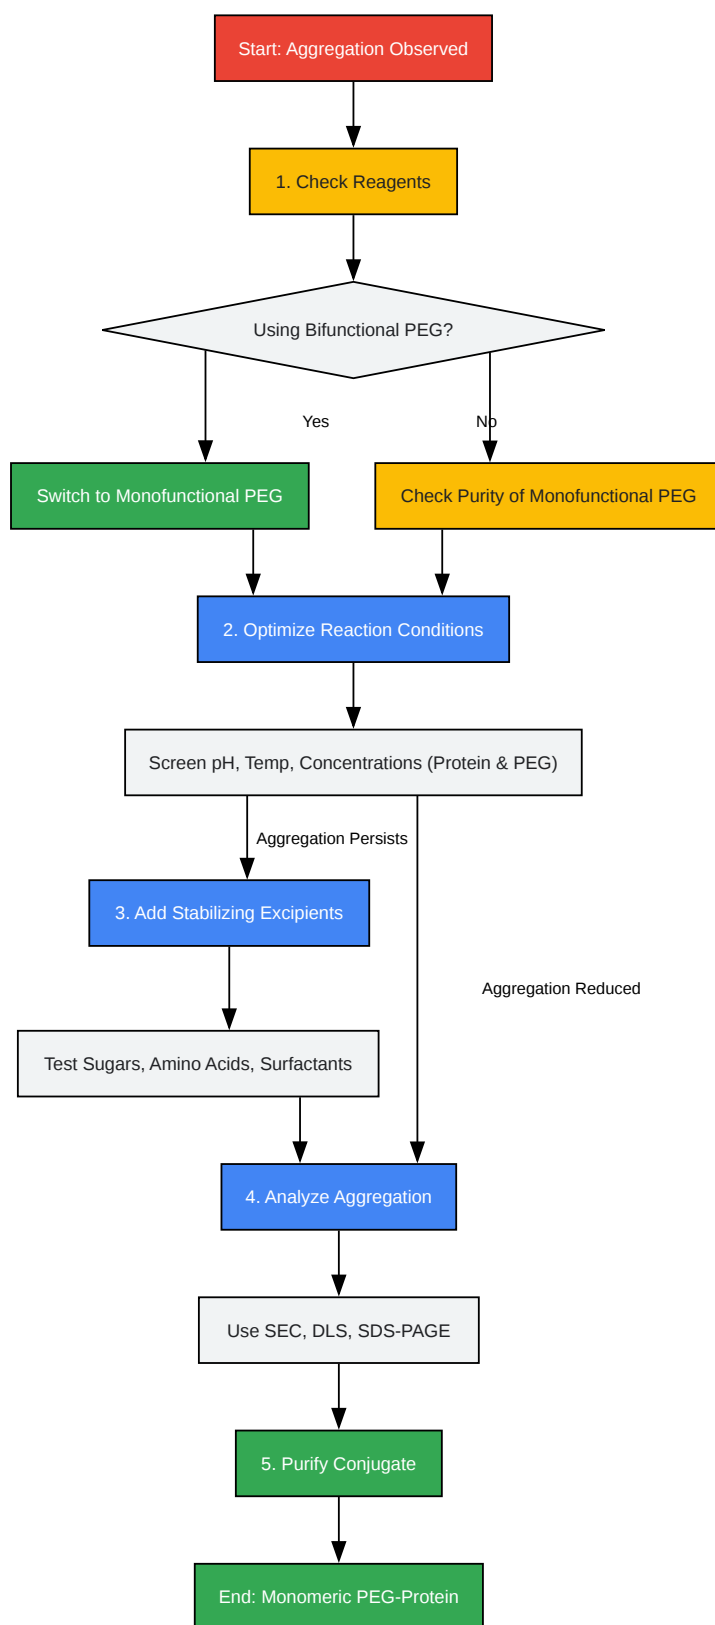 Start: Aggregation Observed
1. Check Reagents
Using Bifunctional PEG?
Yes
No
Switch to Monofunctional PEG
Check Purity of Monofunctional PEG
2. Optimize Reaction Conditions
Screen pH, Temp, Concentrations (Protein & PEG)
Aggregation Persists
3. Add Stabilizing Excipients
Aggregation Reduced
Test Sugars, Amino Acids, Surfactants
4. Analyze Aggregation
Use SEC, DLS, SDS-PAGE
5. Purify Conjugate
End: Monomeric PEG-Protein